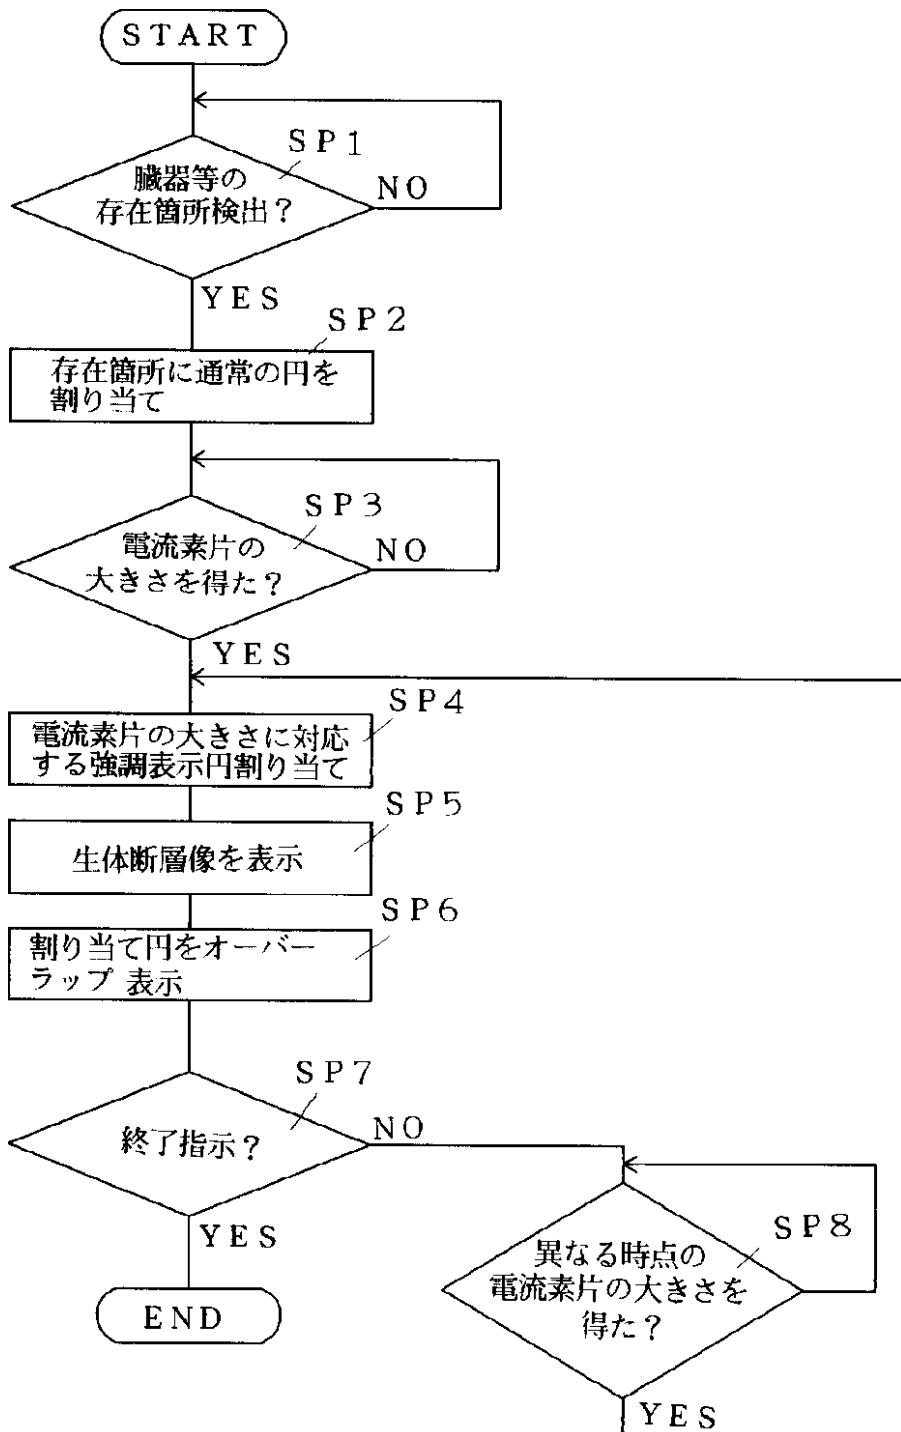 START
SP1
臓器等の
存在箇所検出?
NO
YES
SP2
存在箇所に通常の円を
割り当て
SP3
電流素片の
大きさを得た?
NO
YES
SP4
電流素片の大きさに対応
する強調表示円割り当て
SP5
生体断層像を表示
SP6
割り当て円をオーバー
ラップ 表示
SP7
終了指示?
NO
YES
SP8
異なる時点の
電流素片の大きさを
得た?
END
YES